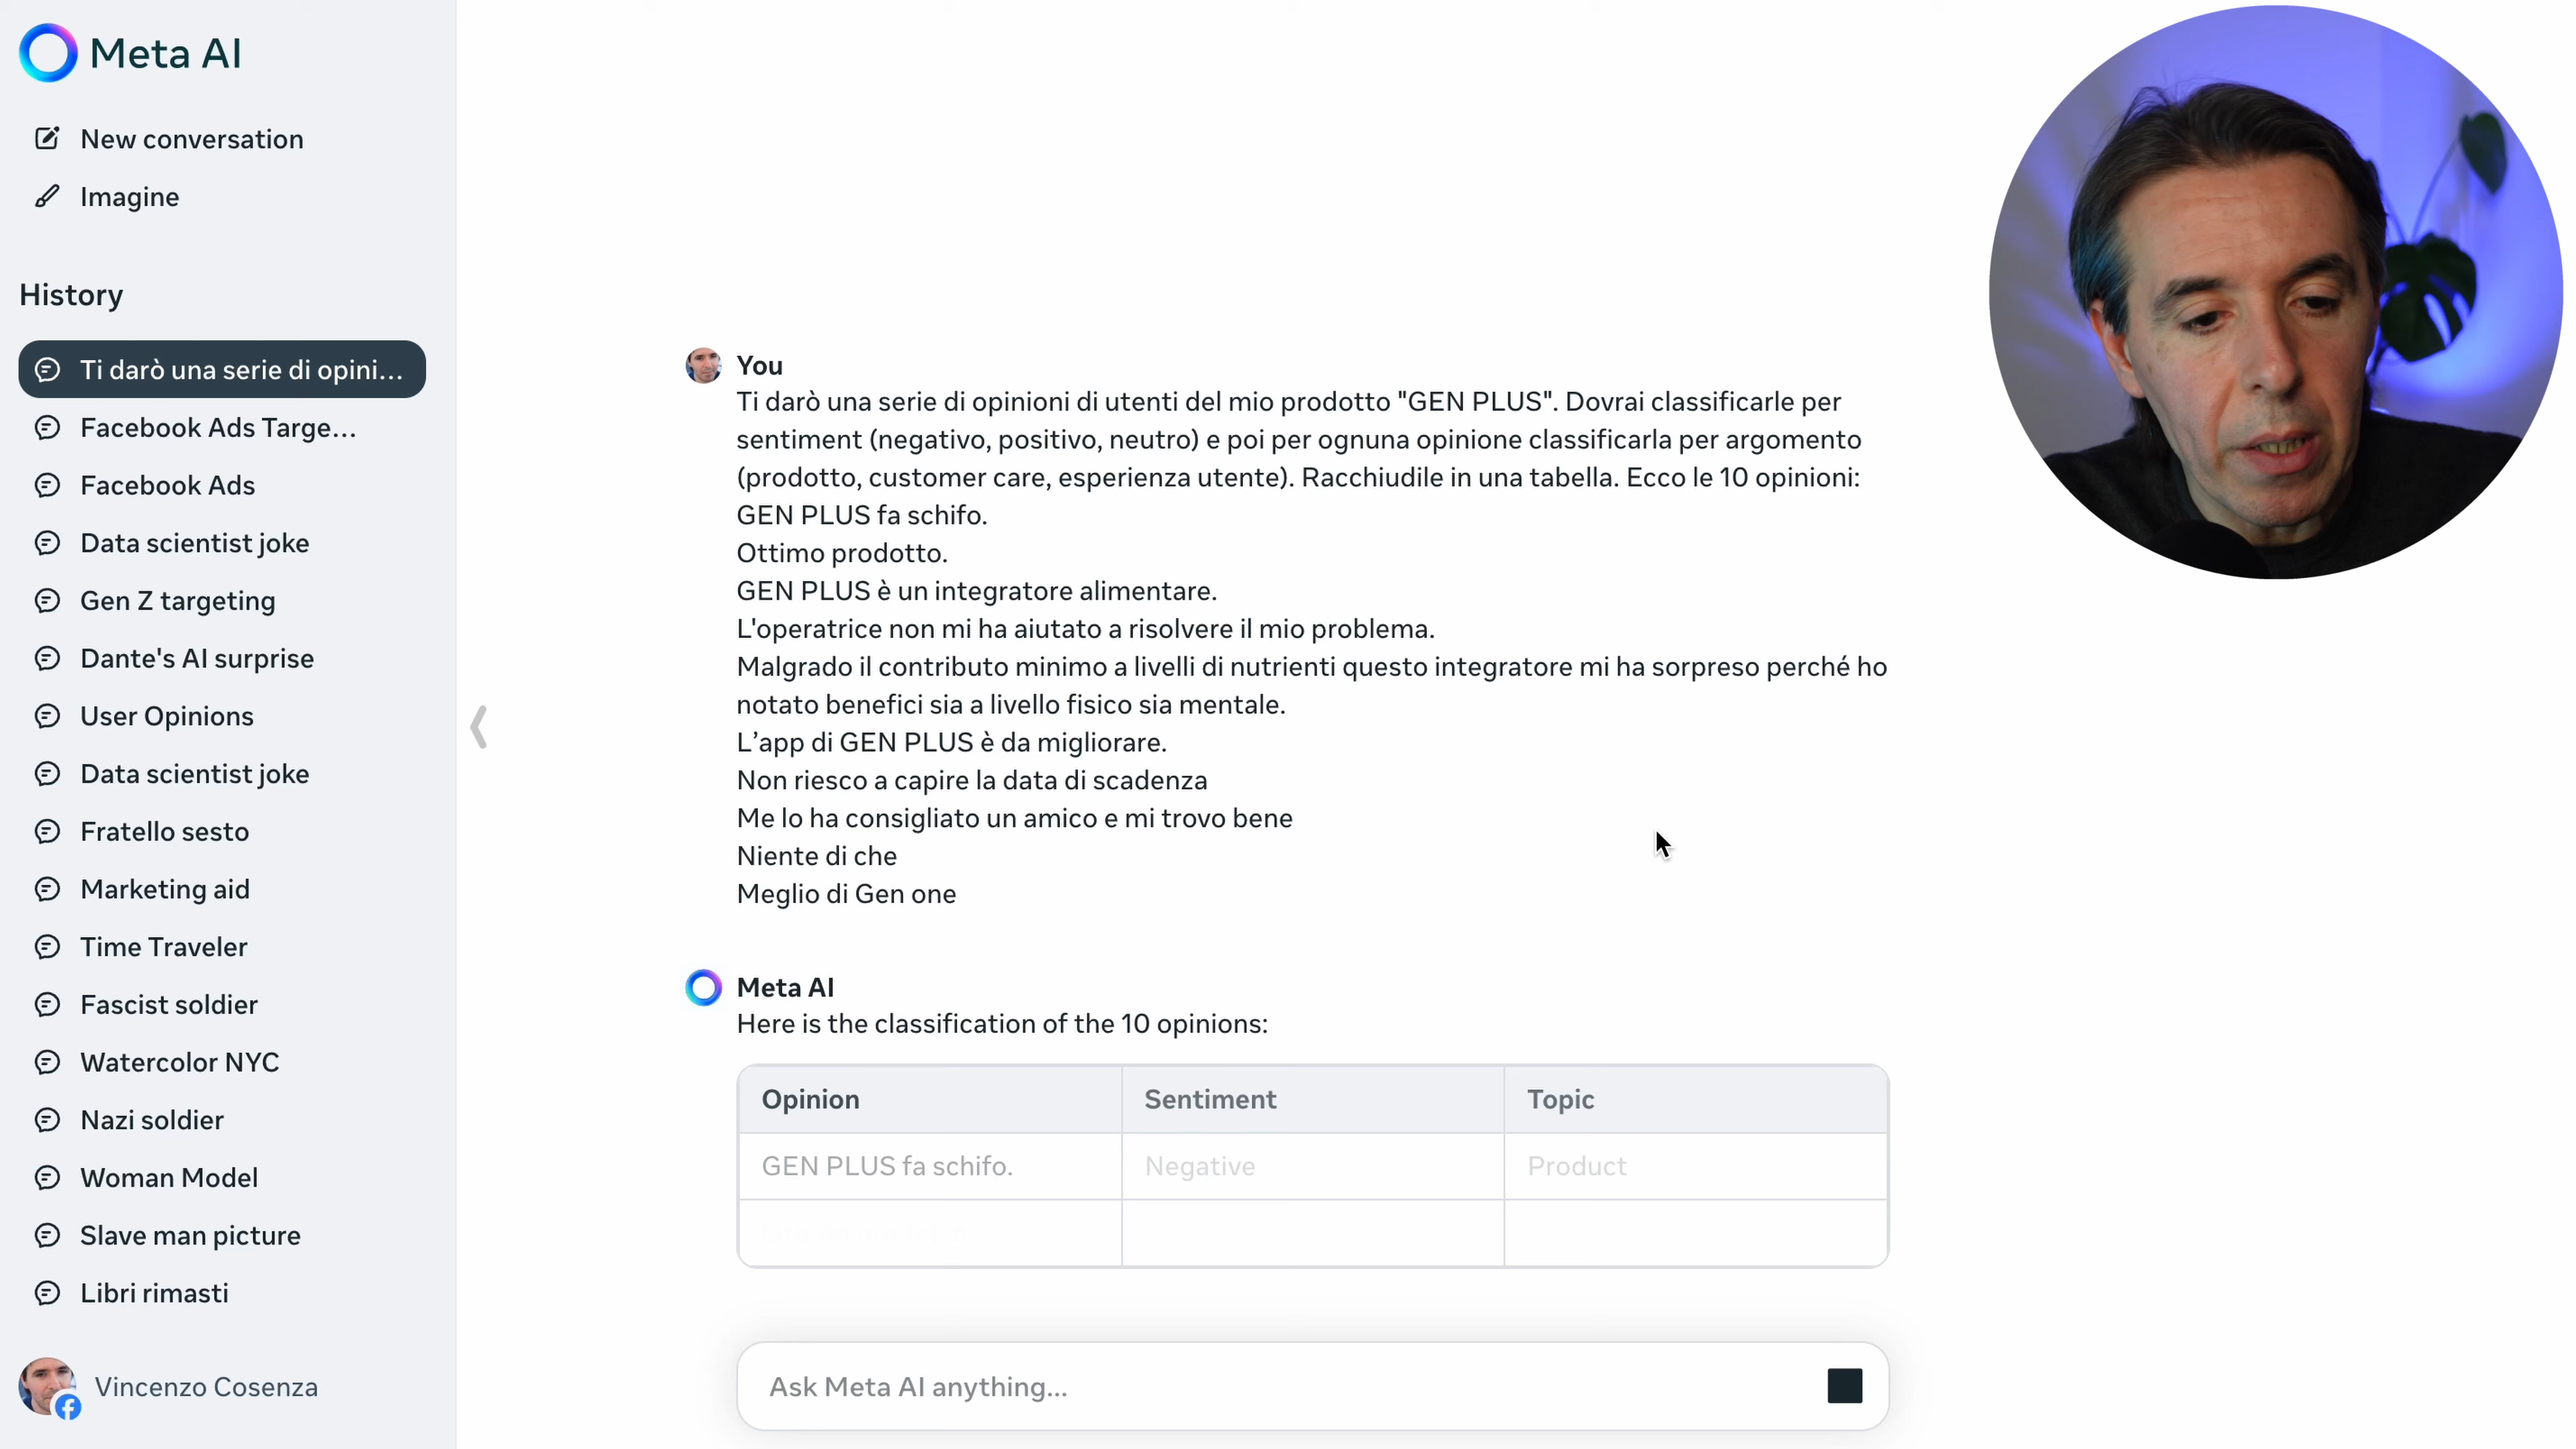 Meta AI
New conversation
Imagine
History
Ti darò una serie di opini...
Facebook Ads Targe...
Facebook Ads
Data scientist joke
Gen Z targeting
Dante's AI surprise
User Opinions
Data scientist joke
Fratello sesto
Marketing aid
Time Traveler
Fascist soldier
Watercolor NYC
Nazi soldier
Woman Model
Slave man picture
Libri rimasti
Vincenzo Cosenza
You
Ti darò una serie di opinioni di utenti del mio prodotto "GEN PLUS". Dovrai classificarle per
sentiment (negativo, positivo, neutro) e poi per ognuna opinione classificarla per argomento
(prodotto, customer care, esperienza utente). Racchiudile in una tabella. Ecco le 10 opinioni:
GEN PLUS fa schifo.
Ottimo prodotto.
GEN PLUS è un integratore alimentare.
L'operatrice non mi ha aiutato a risolvere il mio problema.
Malgrado il contributo minimo a livelli di nutrienti questo integratore mi ha sorpreso perché ho
notato benefici sia a livello fisico sia mentale.
L’app di GEN PLUS è da migliorare.
Non riesco a capire la data di scadenza
Me lo ha consigliato un amico e mi trovo bene
Niente di che
Meglio di Gen one
Meta AI
Here is the classification of the 10 opinions:
Opinion Sentiment Topic
GEN PLUS fa schifo. Negative Product
Ask Meta AI anything...